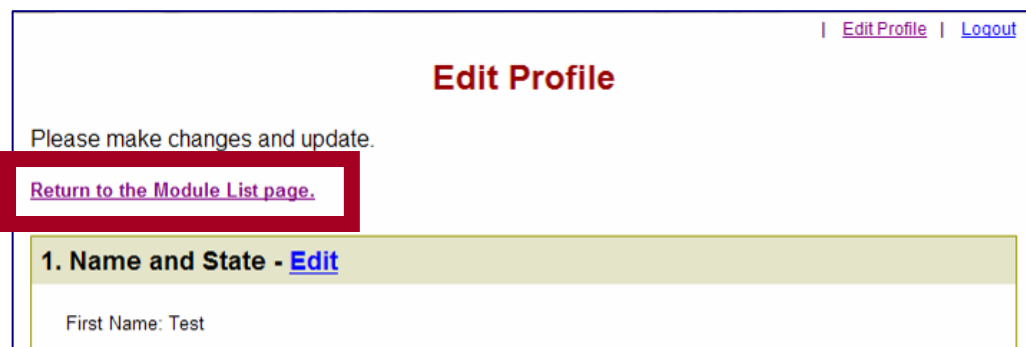 | Edit Profile | Logout
Edit Profile
Please make changes and update.
Return to the Module List page.
1. Name and State - Edit
First Name: Test